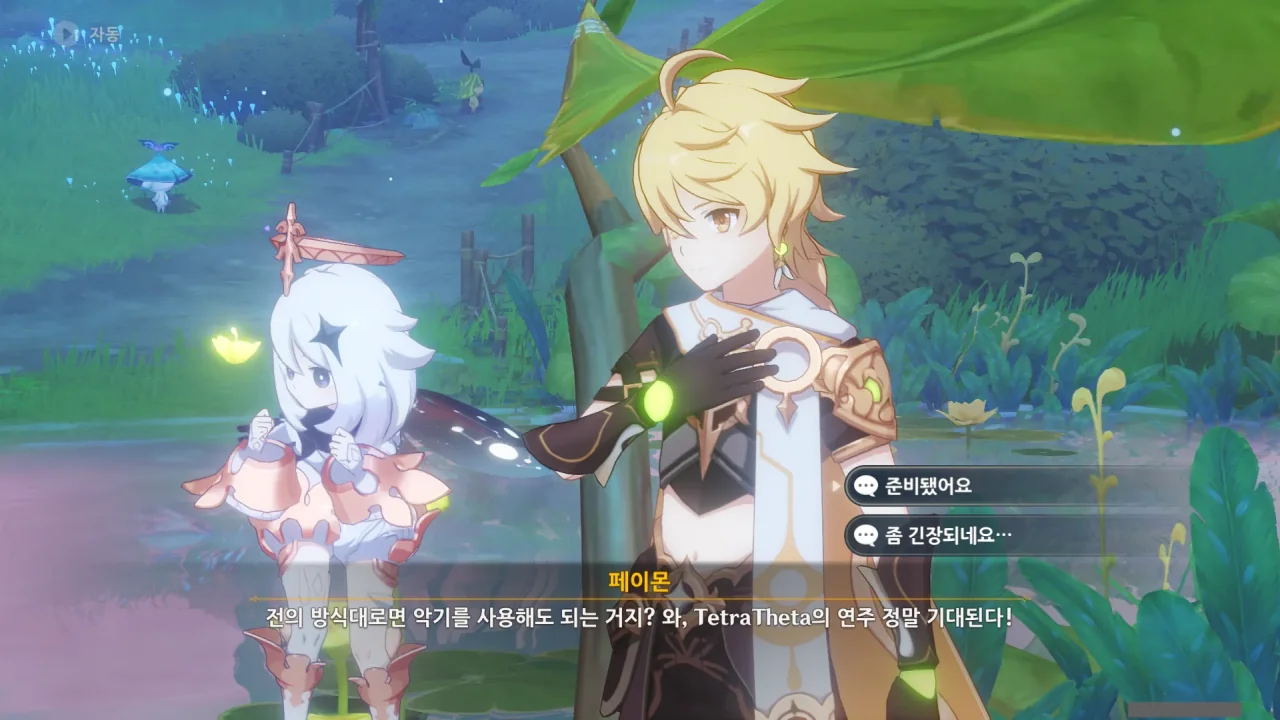 자동
준비됐어요
좀 긴장되네요…
페이몬
전의 방식대로면 악기를 사용해도 되는 거지? 와, TetraTheta의 연주 정말 기대된다!